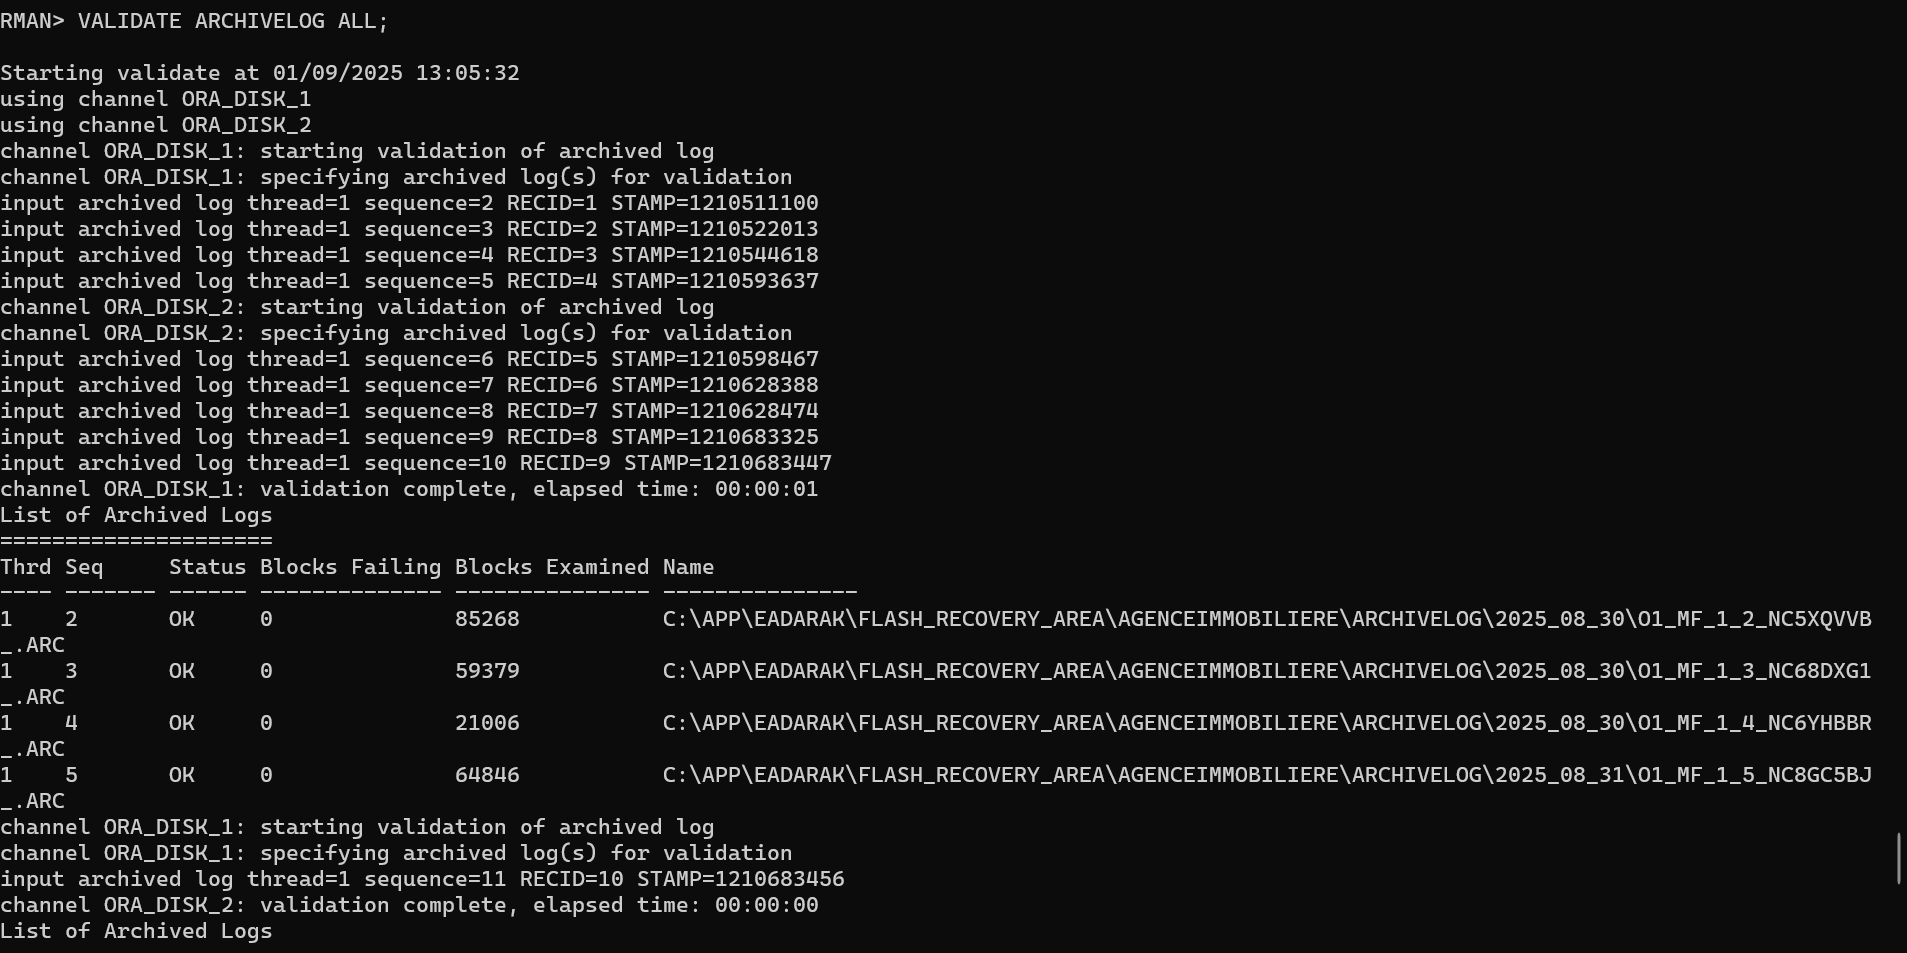 RMAN> VALIDATE ARCHIVELOG ALL;
Starting validate at 01/09/2025 13:05:32
using channel ORA_DISK_1
using channel ORA_DISK_2
channel ORA_DISK_1: starting validation of archived log
channel ORA_DISK_1: specifying archived log(s) for validation
input archived log thread=1 sequence=2 RECID=1 STAMP=1210511100
input archived log thread=1 sequence=3 RECID=2 STAMP=1210522013
input archived log thread=1 sequence=4 RECID=3 STAMP=1210544618
input archived log thread=1 sequence=5 RECID=4 STAMP=1210593637
channel ORA_DISK_2: starting validation of archived log
channel ORA_DISK_2: specifying archived log(s) for validation
input archived log thread=1 sequence=6 RECID=5 STAMP=1210598467
input archived log thread=1 sequence=7 RECID=6 STAMP=1210628388
input archived log thread=1 sequence=8 RECID=7 STAMP=1210628474
input archived log thread=1 sequence=9 RECID=8 STAMP=1210683325
input archived log thread=1 sequence=10 RECID=9 STAMP=1210683447
channel ORA_DISK_1: validation complete, elapsed time: 00:00:01
List of Archived Logs
=====================
Thrd Seq     Status Blocks Failing Blocks Examined Name
---- ------- ------ -------------- --------------- ---------------
1    2       OK     0              85268           C:\APP\EADARAK\FLASH_RECOVERY_AREA\AGENCEIMMOBILIERE\ARCHIVELOG\2025_08_30\O1_MF_1_2_NC5XQVVB
_.ARC
1    3       OK     0              59379           C:\APP\EADARAK\FLASH_RECOVERY_AREA\AGENCEIMMOBILIERE\ARCHIVELOG\2025_08_30\O1_MF_1_3_NC68DXG1
_.ARC
1    4       OK     0              21006           C:\APP\EADARAK\FLASH_RECOVERY_AREA\AGENCEIMMOBILIERE\ARCHIVELOG\2025_08_30\O1_MF_1_4_NC6YHBBR
_.ARC
1    5       OK     0              64846           C:\APP\EADARAK\FLASH_RECOVERY_AREA\AGENCEIMMOBILIERE\ARCHIVELOG\2025_08_31\O1_MF_1_5_NC8GC5BJ
_.ARC
channel ORA_DISK_1: starting validation of archived log
channel ORA_DISK_1: specifying archived log(s) for validation
input archived log thread=1 sequence=11 RECID=10 STAMP=1210683456
channel ORA_DISK_2: validation complete, elapsed time: 00:00:00
List of Archived Logs